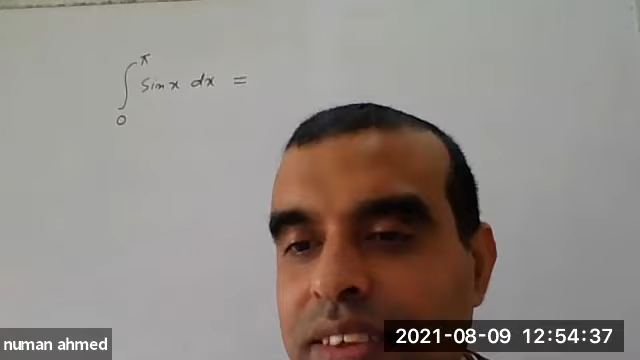 ∫₀^π Sin x dx =
numan ahmed
2021-08-09 12:54:37